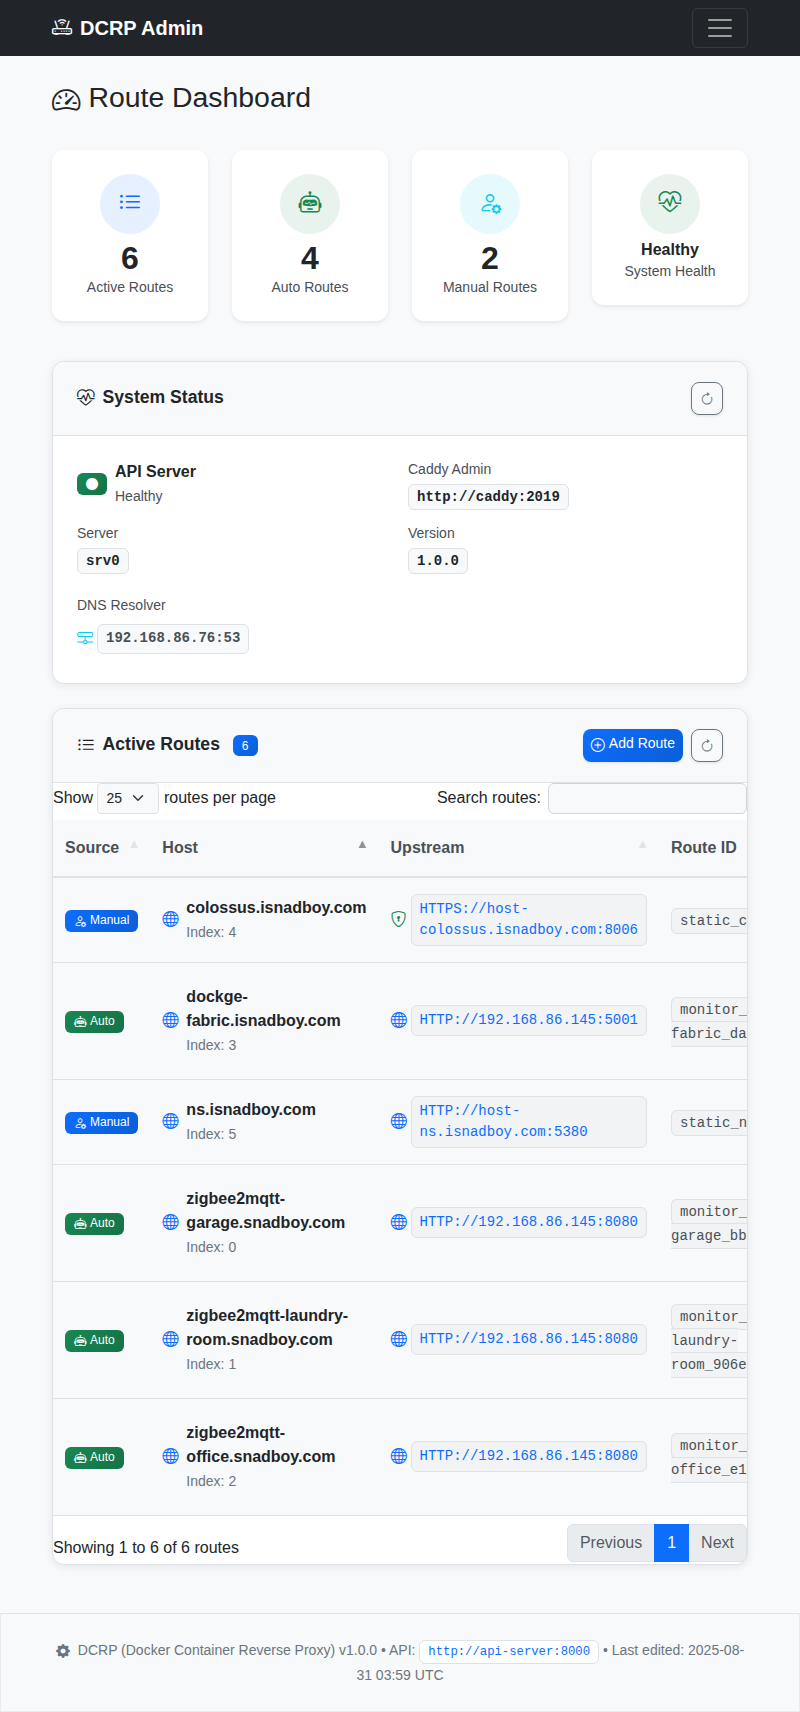 DCRP Admin
Route Dashboard
6
Active Routes
4
Auto Routes
2
Manual Routes
Healthy
System Health
System Status
API Server
Healthy
Caddy Admin
http://caddy:2019
Server
srv0
Version
1.0.0
DNS Resolver
192.168.86.76:53
Active Routes 6 Add Route
Show 25 routes per page Search routes:
Source ▲ Host ▲ Upstream ▲ Route ID
Manual
colossus.isnadboy.com
Index: 4
HTTPS://host-
colossus.isnadboy.com:8006
static_c
Auto
dockge-
fabric.isnadboy.com
Index: 3
HTTP://192.168.86.145:5001
monitor_
fabric_da
Manual
ns.isnadboy.com
Index: 5
HTTP://host-
ns.isnadboy.com:5380
static_n
Auto
zigbee2mqtt-
garage.snadboy.com
Index: 0
HTTP://192.168.86.145:8080
monitor_
garage_bb
Auto
zigbee2mqtt-laundry-
room.snadboy.com
Index: 1
HTTP://192.168.86.145:8080
monitor_
laundry-
room_906e
Auto
zigbee2mqtt-
office.snadboy.com
Index: 2
HTTP://192.168.86.145:8080
monitor_
office_e1
Showing 1 to 6 of 6 routes
Previous 1 Next
DCRP (Docker Container Reverse Proxy) v1.0.0 • API: http://api-server:8000 • Last edited: 2025-08-
31 03:59 UTC